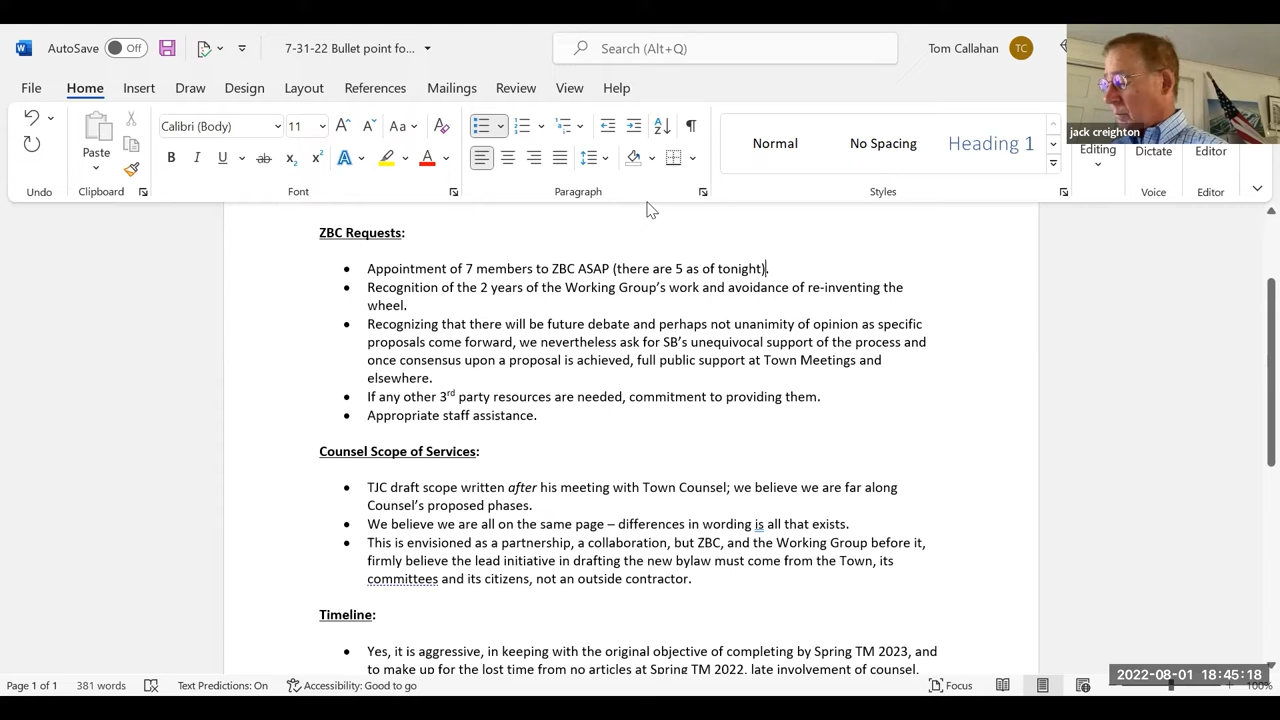 AutoSave Off 7-31-22 Bullet point fo... Search (Alt+Q) Tom Callahan TC
File Home Insert Draw Design Layout References Mailings Review View Help
jack creighton
Calibri (Body) 11 Aa
Paste
Normal No Spacing Heading 1
Editing Dictate Editor
Undo Clipboard Font Paragraph Styles Voice Editor
ZBC Requests:
• Appointment of 7 members to ZBC ASAP (there are 5 as of tonight).
• Recognition of the 2 years of the Working Group's work and avoidance of re-inventing the
wheel.
• Recognizing that there will be future debate and perhaps not unanimity of opinion as specific
proposals come forward, we nevertheless ask for SB's unequivocal support of the process and
once consensus upon a proposal is achieved, full public support at Town Meetings and
elsewhere.
• If any other 3rd party resources are needed, commitment to providing them.
• Appropriate staff assistance.
Counsel Scope of Services:
• TJC draft scope written after his meeting with Town Counsel; we believe we are far along
Counsel's proposed phases.
• We believe we are all on the same page – differences in wording is all that exists.
• This is envisioned as a partnership, a collaboration, but ZBC, and the Working Group before it,
firmly believe the lead initiative in drafting the new bylaw must come from the Town, its
committees and its citizens, not an outside contractor.
Timeline:
• Yes, it is aggressive, in keeping with the original objective of completing by Spring TM 2023, and
to make up for the lost time from no articles at Spring TM 2022, late involvement of counsel.
Page 1 of 1 381 words Text Predictions: On Accessibility: Good to go Focus 100%
2022-08-01 18:45:18